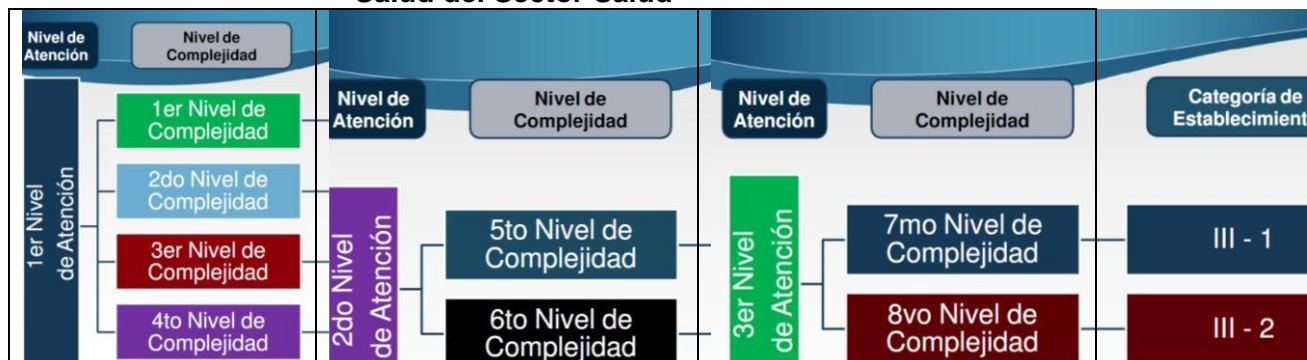 Salud del Sector Salud
Nivel de
Atención
Nivel de
Complejidad
1er Nivel
de Atención
1er Nivel de
Complejidad
2do Nivel de
Complejidad
3er Nivel de
Complejidad
4to Nivel de
Complejidad
Nivel de
Atención
Nivel de
Complejidad
2do Nivel
de Atención
5to Nivel de
Complejidad
6to Nivel de
Complejidad
Nivel de
Atención
Nivel de
Complejidad
Categoría de
Establecimient
3er Nivel
de Atención
7mo Nivel de
Complejidad
III - 1
8vo Nivel de
Complejidad
III - 2